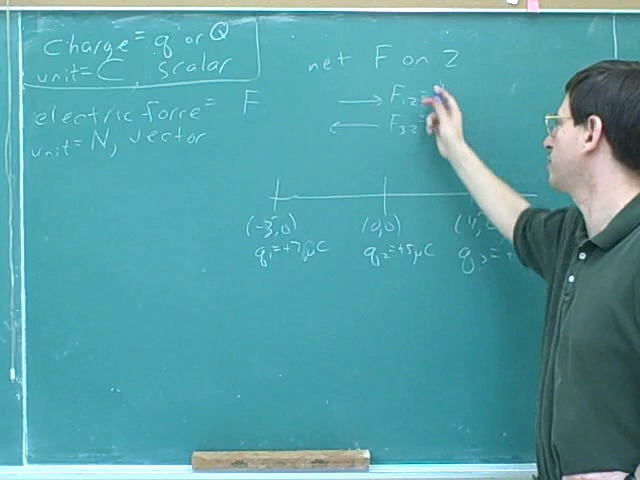 charge = q or Q
unit = C, scalar
electric force = F
unit = N, vector
net F on 2
→ F₁₂ =
← F₃₂ =
(-3,0) (0,0) (4,
q₁=+7μC q₂=+5μC q₃=+